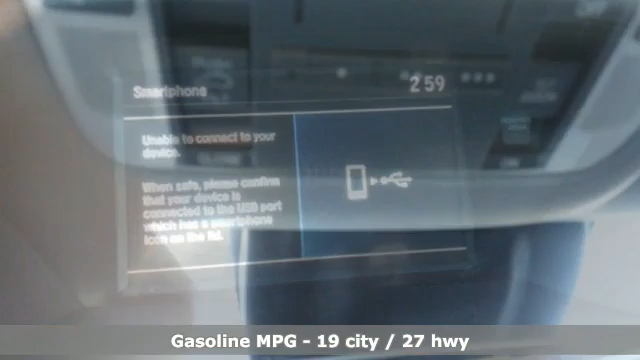 Smartphone
2 59
Unable to connect to your
device.
When safe, please confirm
that your device is
connected to the USB port
which has a smartphone
icon on the lid.
Gasoline MPG - 19 city / 27 hwy